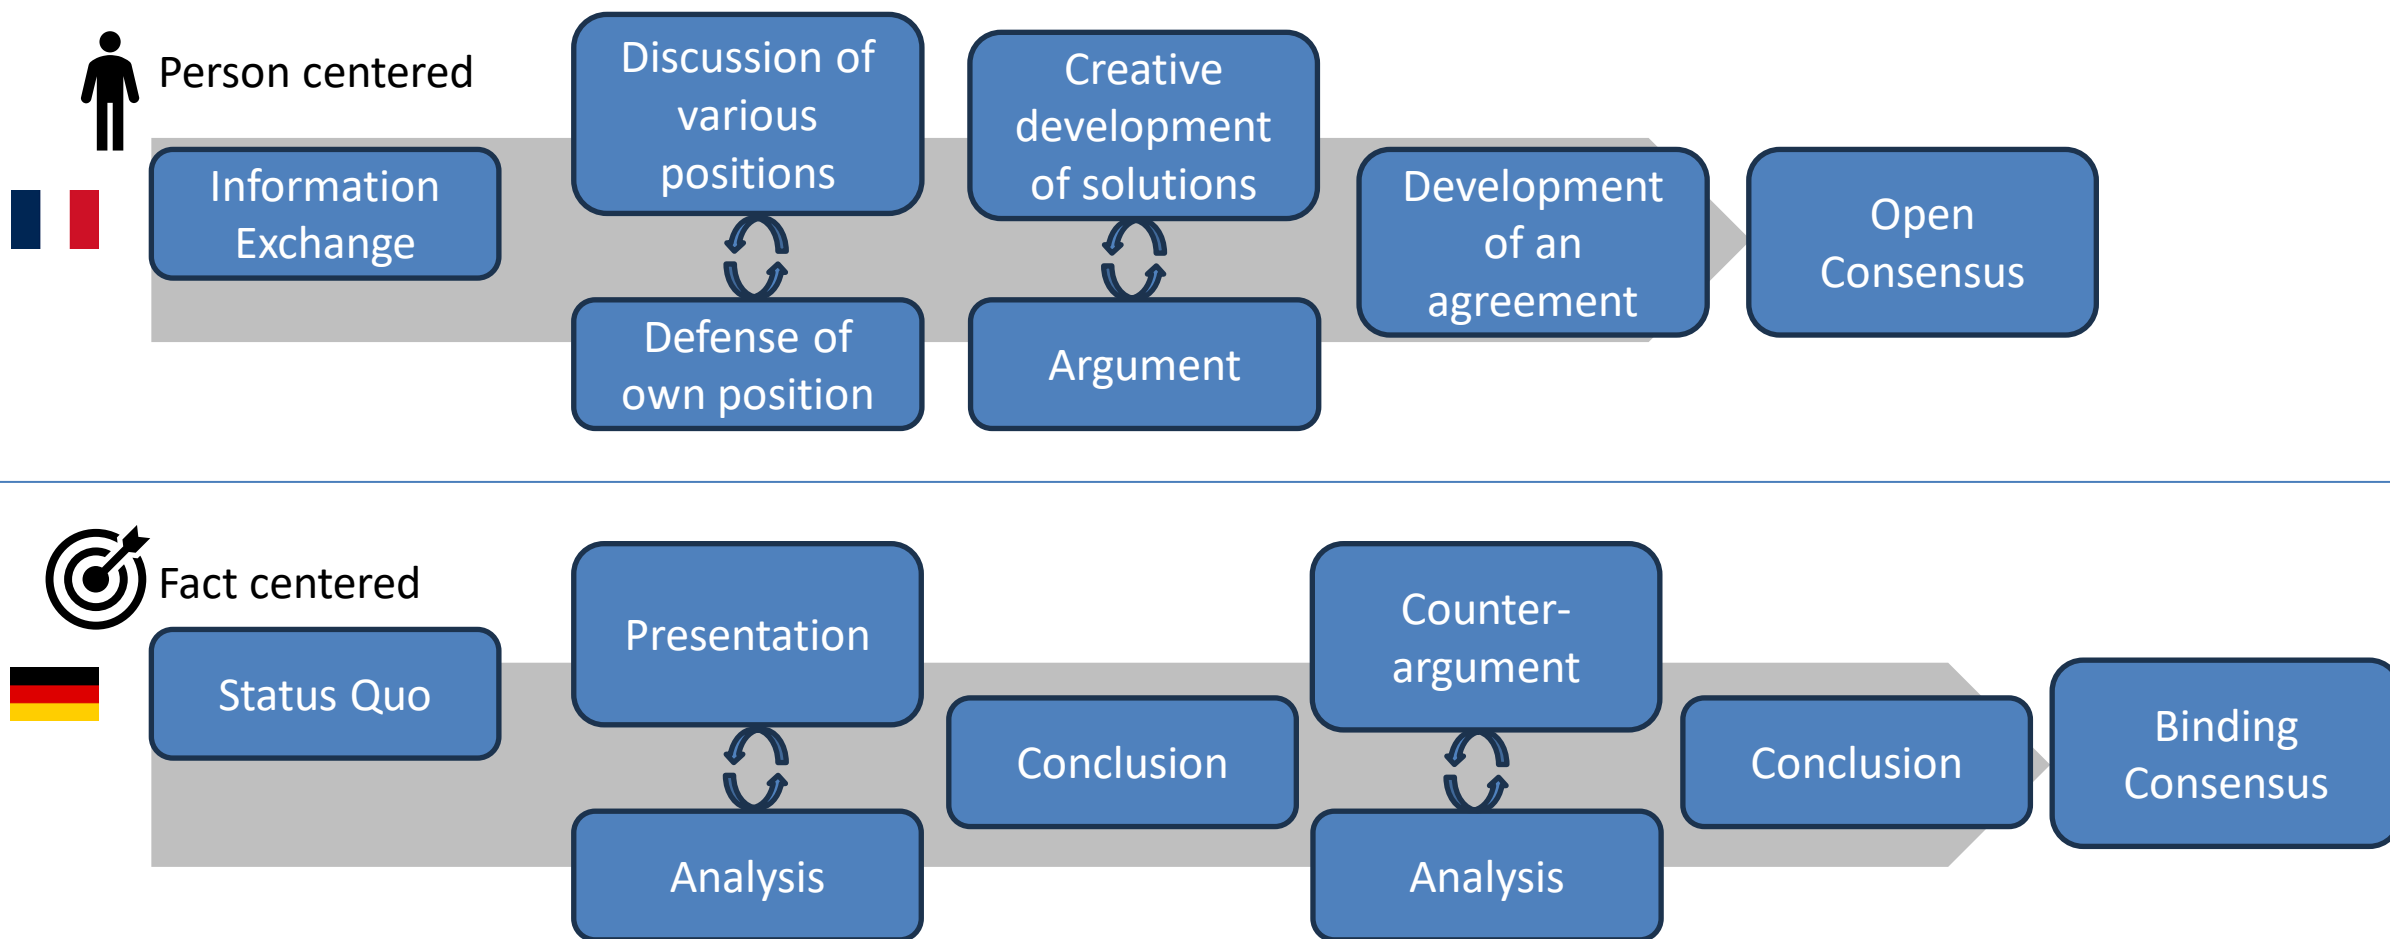 Person centered
Information
Exchange
Discussion of
various
positions
Defense of
own position
Creative
development
of solutions
Argument
Development
of an
agreement
Open
Consensus
Fact centered
Status Quo
Presentation
Analysis
Conclusion
Counter-
argument
Analysis
Conclusion
Binding
Consensus